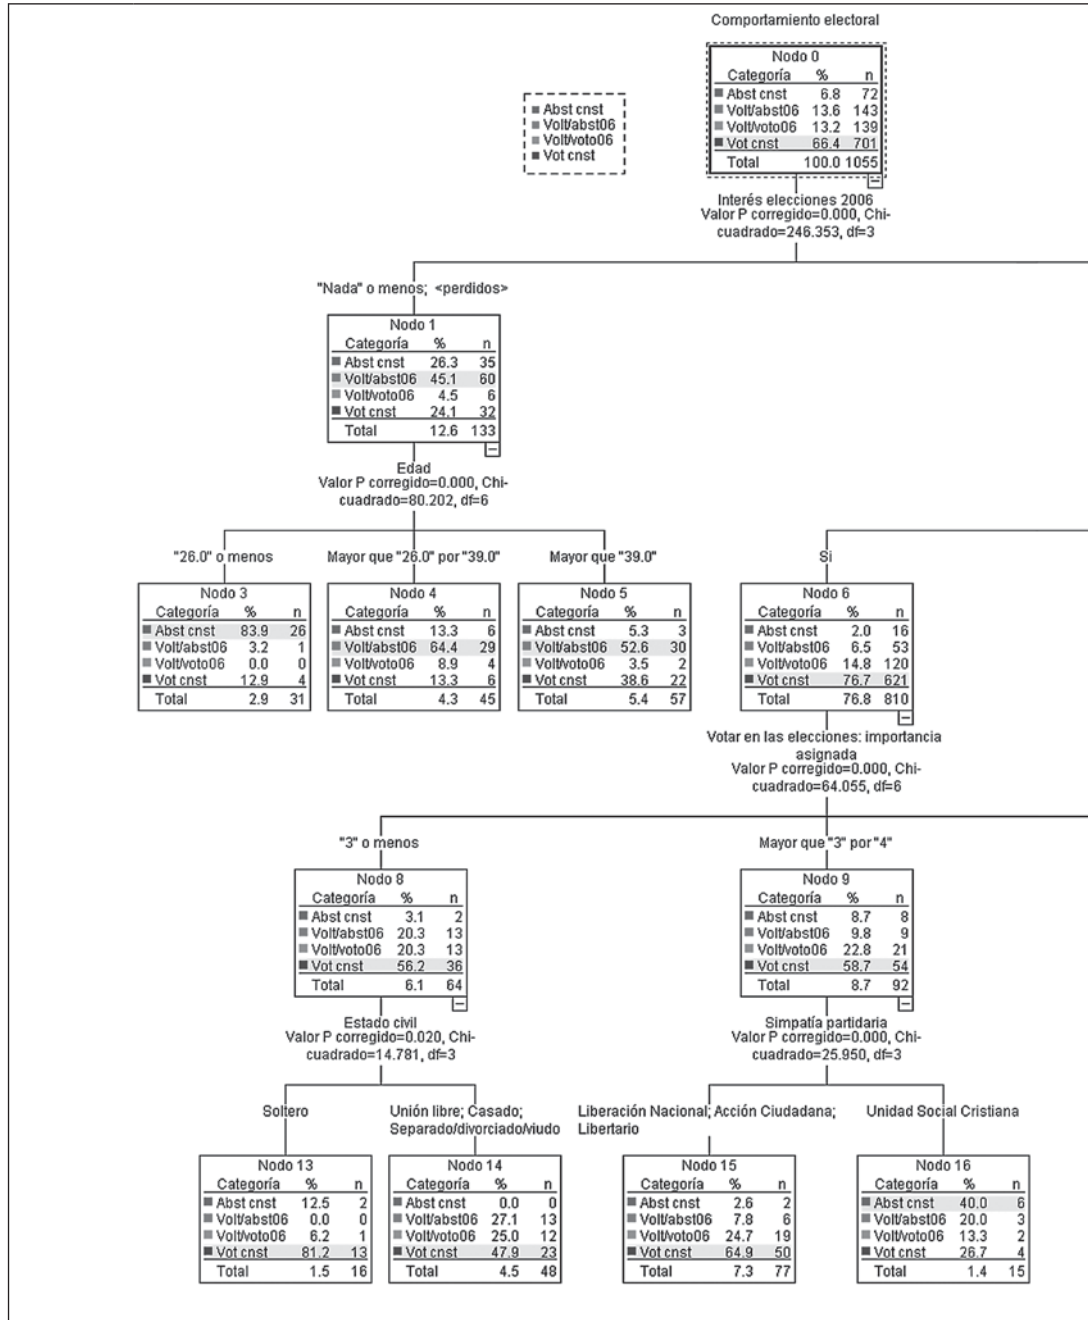 Comportamiento electoral
Nodo 0
Categoría % n
Abst cnst 6.8 72
Volt/abst06 13.6 143
Volt/voto06 13.2 139
Vot cnst 66.4 701
Total 100.0 1055
Abst cnst
Volt/abst06
Volt/voto06
Vot cnst
Interés elecciones 2006
Valor P corregido=0.000, Chi-
cuadrado=246.353, df=3
"Nada" o menos; <perdidos>
Nodo 1
Categoría % n
Abst cnst 26.3 35
Volt/abst06 45.1 60
Volt/voto06 4.5 6
Vot cnst 24.1 32
Total 12.6 133
Edad
Valor P corregido=0.000, Chi-
cuadrado=80.202, df=6
"26.0" o menos
Nodo 3
Categoría % n
Abst cnst 83.9 26
Volt/abst06 3.2 1
Volt/voto06 0.0 0
Vot cnst 12.9 4
Total 2.9 31
Mayor que "26.0" por "39.0"
Nodo 4
Categoría % n
Abst cnst 13.3 6
Volt/abst06 64.4 29
Volt/voto06 8.9 4
Vot cnst 13.3 6
Total 4.3 45
Mayor que "39.0"
Nodo 5
Categoría % n
Abst cnst 5.3 3
Volt/abst06 52.6 30
Volt/voto06 3.5 2
Vot cnst 38.6 22
Total 5.4 57
Si
Nodo 6
Categoría % n
Abst cnst 2.0 16
Volt/abst06 6.5 53
Volt/voto06 14.8 120
Vot cnst 76.7 621
Total 76.8 810
Votar en las elecciones: importancia
asignada
Valor P corregido=0.000, Chi-
cuadrado=64.055, df=6
"3" o menos
Nodo 8
Categoría % n
Abst cnst 3.1 2
Volt/abst06 20.3 13
Volt/voto06 20.3 13
Vot cnst 56.2 36
Total 6.1 64
Estado civil
Valor P corregido=0.020, Chi-
cuadrado=14.781, df=3
Mayor que "3" por "4"
Nodo 9
Categoría % n
Abst cnst 8.7 8
Volt/abst06 9.8 9
Volt/voto06 22.8 21
Vot cnst 58.7 54
Total 8.7 92
Simpatía partidaria
Valor P corregido=0.000, Chi-
cuadrado=25.950, df=3
Soltero
Nodo 13
Categoría % n
Abst cnst 12.5 2
Volt/abst06 0.0 0
Volt/voto06 6.2 1
Vot cnst 81.2 13
Total 1.5 16
Unión libre; Casado;
Separado/divorciado/viudo
Nodo 14
Categoría % n
Abst cnst 0.0 0
Volt/abst06 27.1 13
Volt/voto06 25.0 12
Vot cnst 47.9 23
Total 4.5 48
Liberación Nacional; Acción Ciudadana;
Libertario
Nodo 15
Categoría % n
Abst cnst 2.6 2
Volt/abst06 7.8 6
Volt/voto06 24.7 19
Vot cnst 64.9 50
Total 7.3 77
Unidad Social Cristiana
Nodo 16
Categoría % n
Abst cnst 40.0 6
Volt/abst06 20.0 3
Volt/voto06 13.3 2
Vot cnst 26.7 4
Total 1.4 15